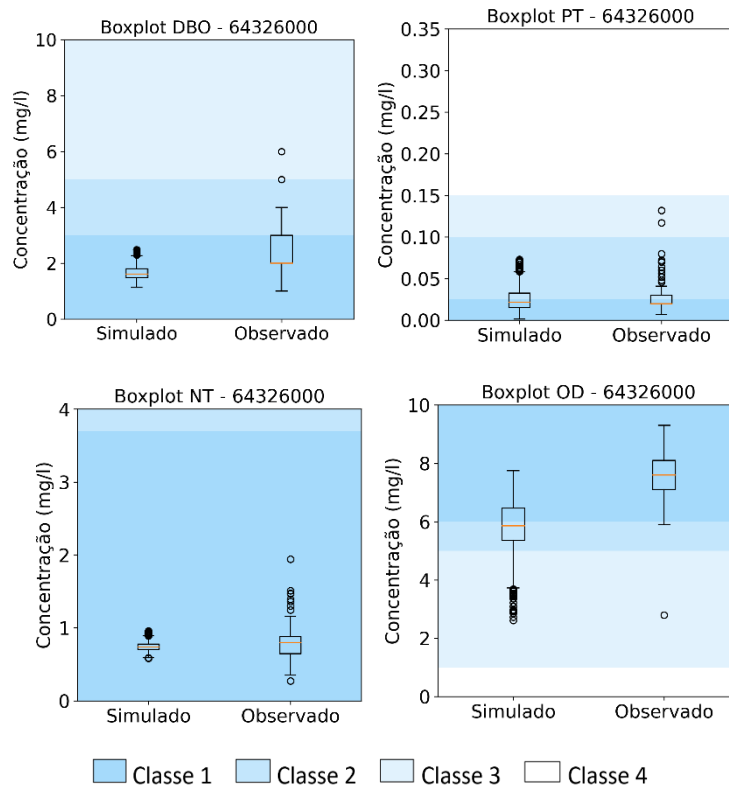 Boxplot DBO - 64326000
Concentração (mg/l)
10
8
6
4
2
0
Simulado
Observado
Boxplot PT - 64326000
Concentração (mg/l)
0.35
0.30
0.25
0.20
0.15
0.10
0.05
0.00
Simulado
Observado
Boxplot NT - 64326000
Concentração (mg/l)
4
3
2
1
0
Simulado
Observado
Boxplot OD - 64326000
Concentração (mg/l)
10
8
6
4
2
0
Simulado
Observado
Classe 1 Classe 2 Classe 3 Classe 4